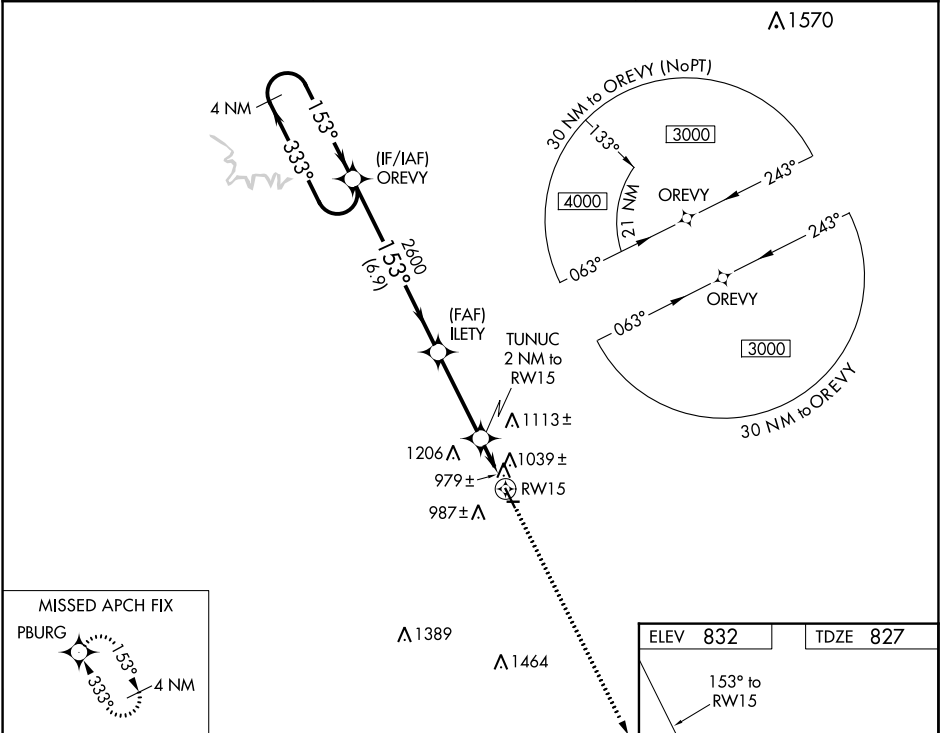 1570
4 NM
153°
333°
(IF/IAF)
OREVY
2600
153°
(6.9)
(FAF)
ILETY
TUNUC
2 NM to
RW15
1113±
1206
1039±
979±
RW15
987±
1389
1464
30 NM to OREVY (NoPT)
133°
3000
4000
21 NM
OREVY
243°
063°
243°
OREVY
063°
3000
30 NM to OREVY
MISSED APCH FIX
PBURG
153°
333°
4 NM
ELEV 832
TDZE 827
153° to
RW15